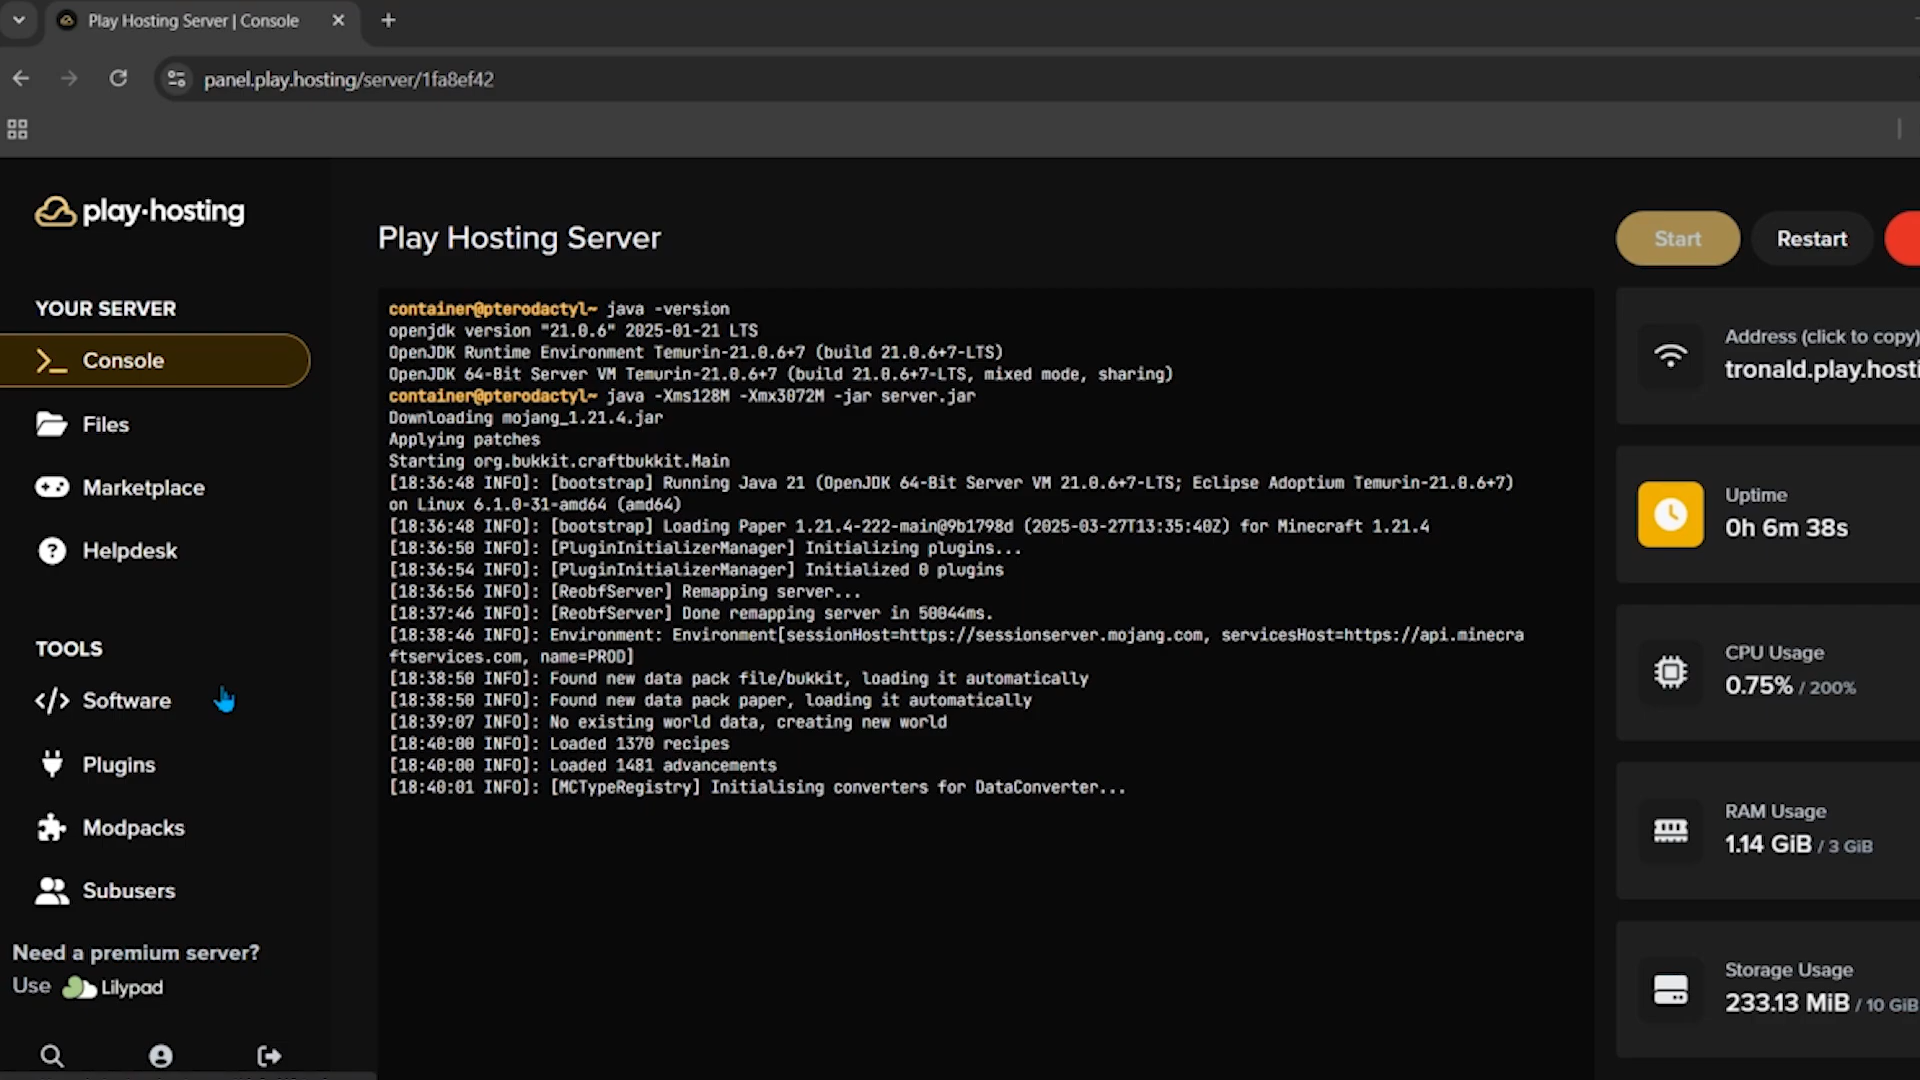 Play Hosting Server | Console
panel.play.hosting/server/1fa8ef42
play·hosting
YOUR SERVER
Console
Files
Marketplace
Helpdesk
TOOLS
Software
Plugins
Modpacks
Subusers
Need a premium server?
Use Lilypad
Play Hosting Server
container@pterodactyl~ java -version
openjdk version "21.0.6" 2025-01-21 LTS
OpenJDK Runtime Environment Temurin-21.0.6+7 (build 21.0.6+7-LTS)
OpenJDK 64-Bit Server VM Temurin-21.0.6+7 (build 21.0.6+7-LTS, mixed mode, sharing)
container@pterodactyl~ java -Xms128M -Xmx3072M -jar server.jar
Downloading mojang_1.21.4.jar
Applying patches
Starting org.bukkit.craftbukkit.Main
[18:36:48 INFO]: [bootstrap] Running Java 21 (OpenJDK 64-Bit Server VM 21.0.6+7-LTS; Eclipse Adoptium Temurin-21.0.6+7)
on Linux 6.1.0-31-amd64 (amd64)
[18:36:48 INFO]: [bootstrap] Loading Paper 1.21.4-222-main@9b1798d (2025-03-27T13:35:40Z) for Minecraft 1.21.4
[18:36:50 INFO]: [PluginInitializerManager] Initializing plugins...
[18:36:54 INFO]: [PluginInitializerManager] Initialized 0 plugins
[18:36:56 INFO]: [ReobfServer] Remapping server...
[18:37:46 INFO]: [ReobfServer] Done remapping server in 50044ms.
[18:38:46 INFO]: Environment: Environment[sessionHost=https://sessionserver.mojang.com, servicesHost=https://api.minecra
ftservices.com, name=PROD]
[18:38:50 INFO]: Found new data pack file/bukkit, loading it automatically
[18:38:50 INFO]: Found new data pack paper, loading it automatically
[18:39:07 INFO]: No existing world data, creating new world
[18:40:00 INFO]: Loaded 1370 recipes
[18:40:00 INFO]: Loaded 1481 advancements
[18:40:01 INFO]: [MCTypeRegistry] Initialising converters for DataConverter...
Start
Restart
Address (click to copy)
tronald.play.hosti
Uptime
0h 6m 38s
CPU Usage
0.75% / 200%
RAM Usage
1.14 GiB / 3 GiB
Storage Usage
233.13 MiB / 10 GiB